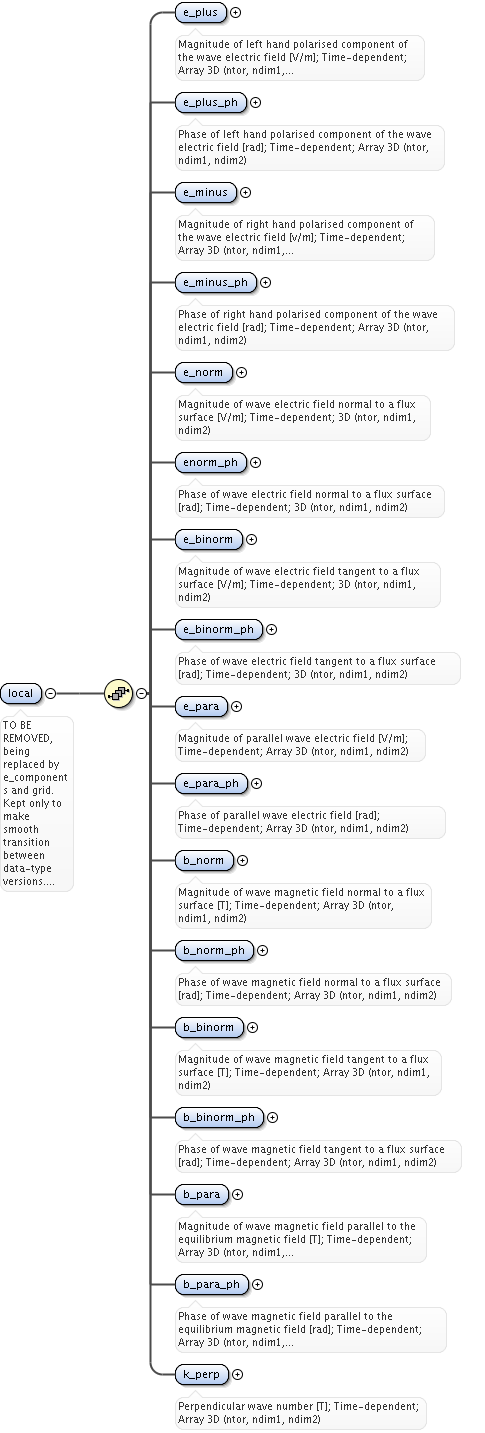 e_plus
Magnitude of left hand polarised component of
the wave electric field [V/m]; Time-dependent;
Array 3D (ntor, ndim1,...
e_plus_ph
Phase of left hand polarised component of the wave
electric field [rad]; Time-dependent; Array 3D (ntor,
ndim1, ndim2)
e_minus
Magnitude of right hand polarised component of
the wave electric field [v/m]; Time-dependent;
Array 3D (ntor, ndim1,...
e_minus_ph
Phase of right hand polarised component of the wave
electric field [rad]; Time-dependent; Array 3D (ntor,
ndim1, ndim2)
e_norm
Magnitude of wave electric field normal to a flux
surface [V/m]; Time-dependent; 3D (ntor, ndim1,
ndim2)
enorm_ph
Phase of wave electric field normal to a flux surface
[rad]; Time-dependent; 3D (ntor, ndim1, ndim2)
e_binorm
Magnitude of wave electric field tangent to a flux
surface [V/m]; Time-dependent; 3D (ntor, ndim1,
ndim2)
e_binorm_ph
Phase of wave electric field tangent to a flux surface
[rad]; Time-dependent; 3D (ntor, ndim1, ndim2)
local
TO BE
REMOVED,
being
replaced by
e_component
s and grid.
Kept only to
make
smooth
transition
between
data-type
versions....
e_para
Magnitude of parallel wave electric field [V/m];
Time-dependent; Array 3D (ntor, ndim1, ndim2)
e_para_ph
Phase of parallel wave electric field [rad];
Time-dependent; Array 3D (ntor, ndim1, ndim2)
b_norm
Magnitude of wave magnetic field normal to a flux
surface [T]; Time-dependent; Array 3D (ntor,
ndim1, ndim2)
b_norm_ph
Phase of wave magnetic field normal to a flux surface
[rad]; Time-dependent; Array 3D (ntor, ndim1, ndim2)
b_binorm
Magnitude of wave magnetic field tangent to a flux
surface [T]; Time-dependent; Array 3D (ntor, ndim1,
ndim2)
b_binorm_ph
Phase of wave magnetic field tangent to a flux surface
[rad]; Time-dependent; Array 3D (ntor, ndim1, ndim2)
b_para
Magnitude of wave magnetic field parallel to the
equilibrium magnetic field [T]; Time-dependent;
Array 3D (ntor, ndim1,...
b_para_ph
Phase of wave magnetic field parallel to the
equilibrium magnetic field [rad]; Time-dependent;
Array 3D (ntor, ndim1,...
k_perp
Perpendicular wave number [T]; Time-dependent;
Array 3D (ntor, ndim1, ndim2)